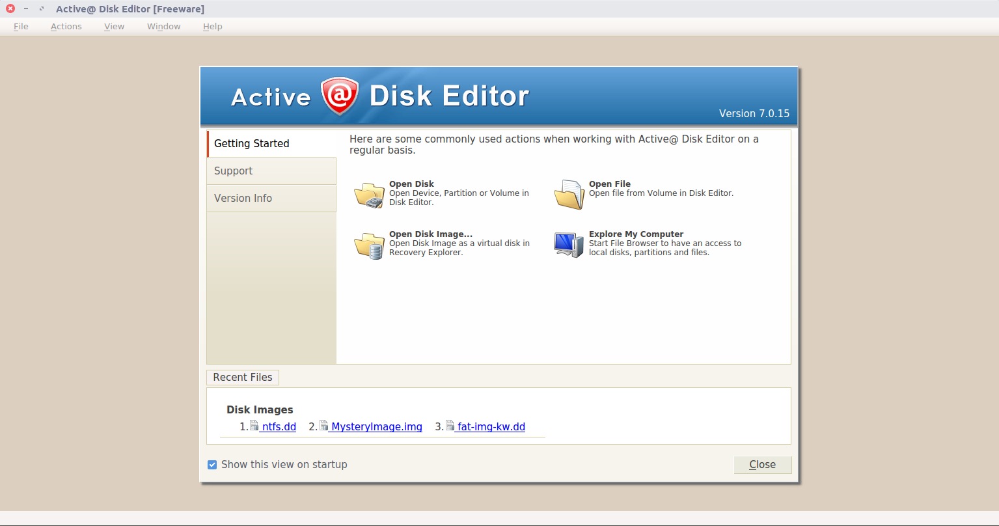 Active@ Disk Editor [Freeware]
File Actions View Window Help
Active @ Disk Editor
Version 7.0.15
Getting Started
Support
Version Info
Here are some commonly used actions when working with Active@ Disk Editor on a
regular basis.
Open Disk
Open Device, Partition or Volume in
Disk Editor.
Open File
Open file from Volume in Disk Editor.
Open Disk Image...
Open Disk Image as a virtual disk in
Recovery Explorer.
Explore My Computer
Start File Browser to have an access to
local disks, partitions and files.
Recent Files
Disk Images
1. ntfs.dd 2. MysteryImage.img 3. fat-img-kw.dd
Show this view on startup
Close